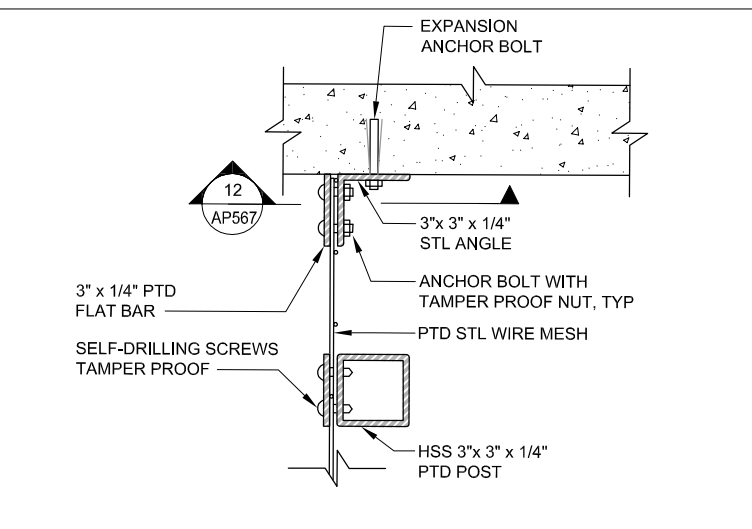 EXPANSION
ANCHOR BOLT
12
AP567
3"x 3" x 1/4"
STL ANGLE
3" x 1/4" PTD
FLAT BAR
ANCHOR BOLT WITH
TAMPER PROOF NUT, TYP
PTD STL WIRE MESH
SELF-DRILLING SCREWS
TAMPER PROOF
HSS 3"x 3" x 1/4"
PTD POST